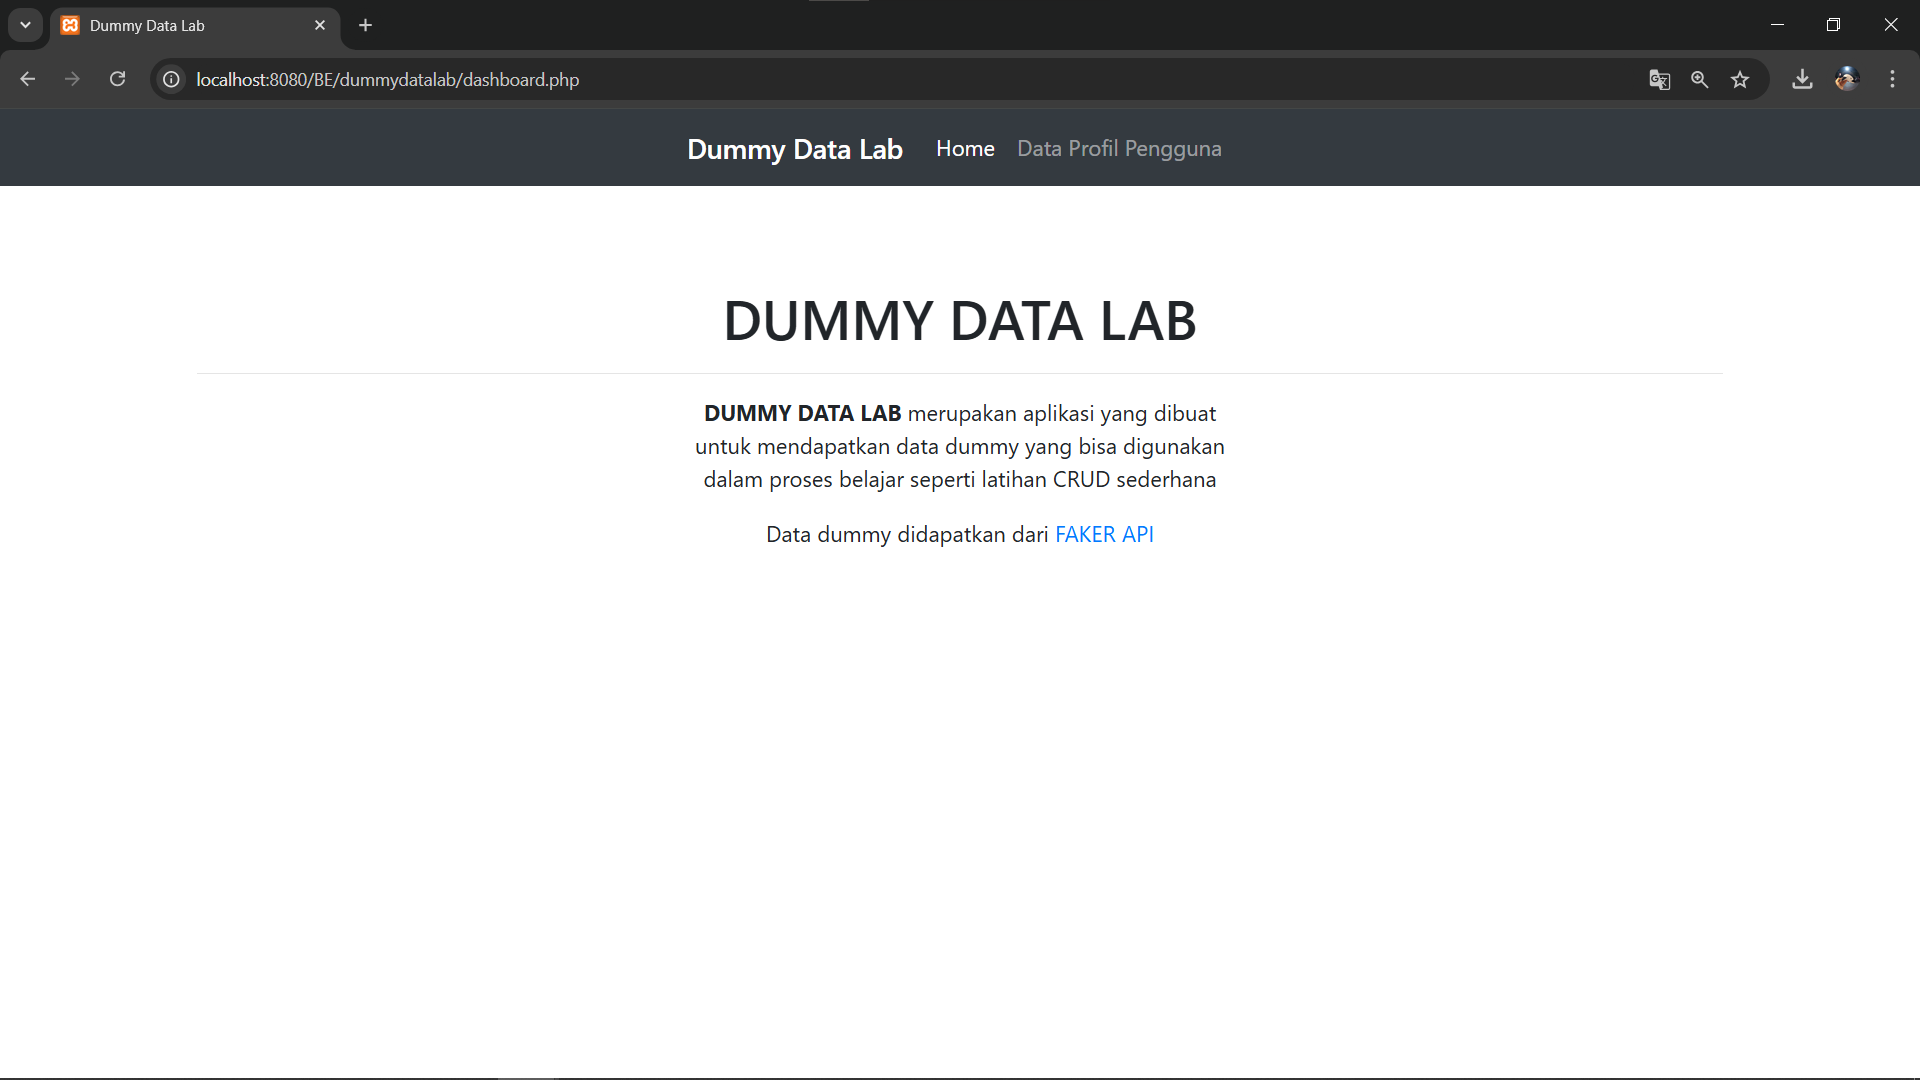 Dummy Data Lab
localhost:8080/BE/dummydatalab/dashboard.php
Dummy Data Lab Home Data Profil Pengguna
DUMMY DATA LAB
DUMMY DATA LAB merupakan aplikasi yang dibuat
untuk mendapatkan data dummy yang bisa digunakan
dalam proses belajar seperti latihan CRUD sederhana
Data dummy didapatkan dari FAKER API